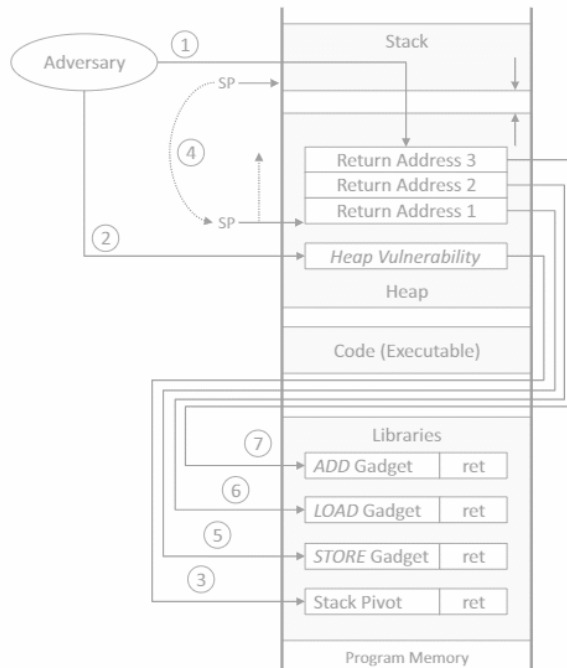 Stack
1
Adversary
SP
4
Return Address 3
Return Address 2
Return Address 1
SP
2
Heap Vulnerability
Heap
Code (Executable)
Libraries
7
ADD Gadget ret
6
LOAD Gadget ret
5
STORE Gadget ret
3
Stack Pivot ret
Program Memory